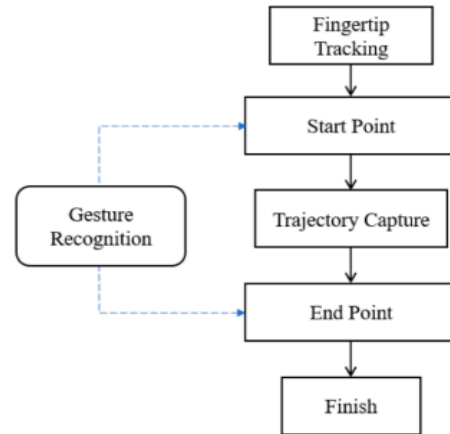 Fingertip
Tracking
Start Point
Gesture
Recognition
Trajectory Capture
End Point
Finish